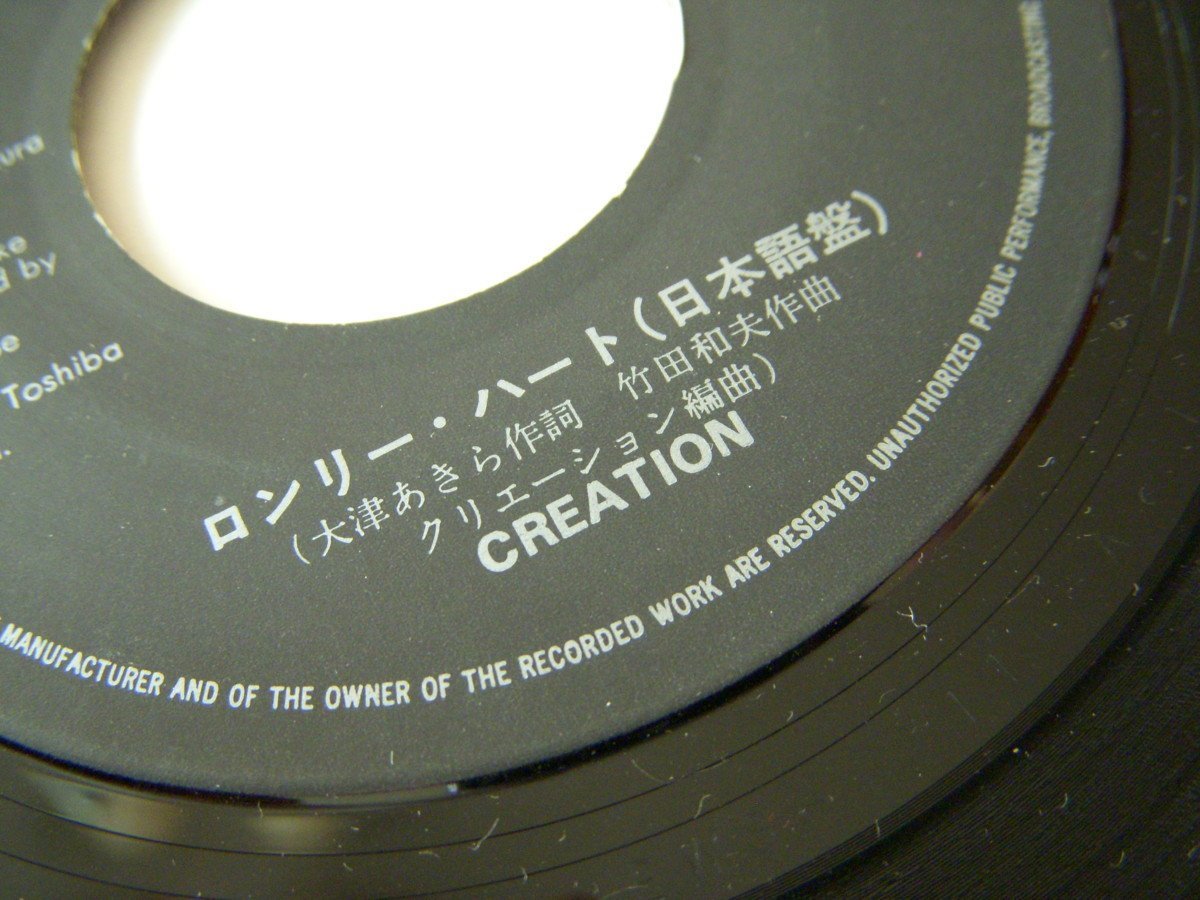 ura
ke
d by
be
Toshiba
ロンリー・ハート(日本語盤)
(大津あきら作詞 竹田和夫作曲
クリエーション編曲)
CREATION
MANUFACTURER AND OF THE OWNER OF THE RECORDED WORK ARE RESERVED. UNAUTHORIZED PUBLIC PERFORMANCE, BROADCASTING